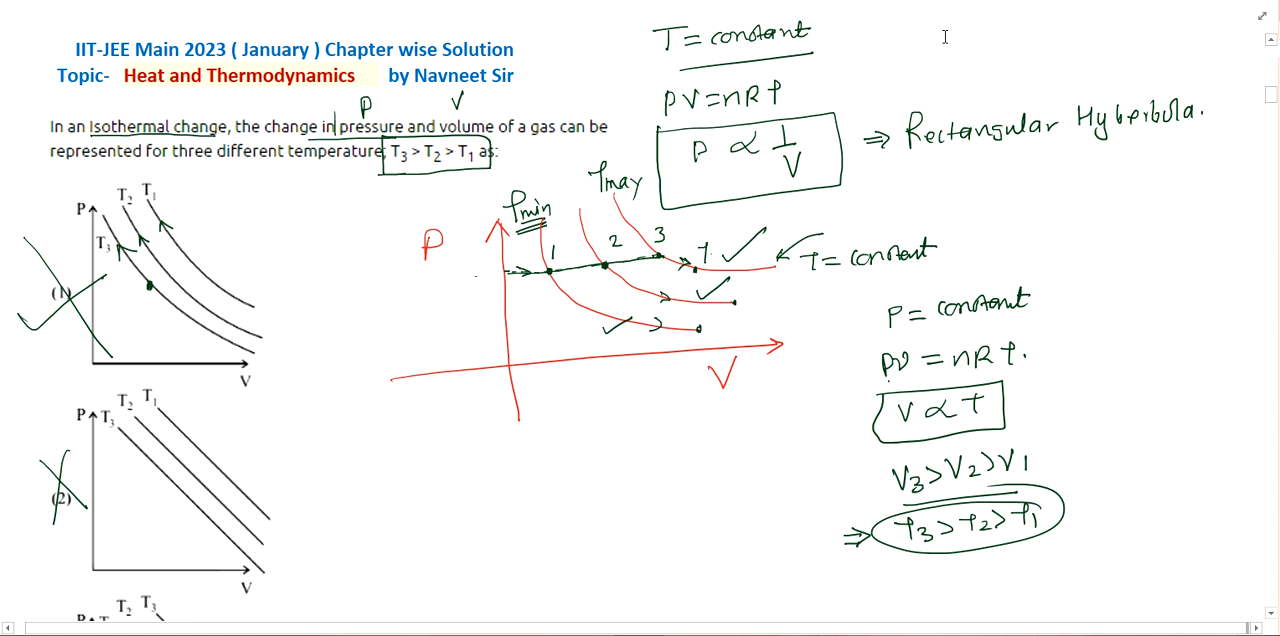 IIT-JEE Main 2023 ( January ) Chapter wise Solution
Topic- Heat and Thermodynamics by Navneet Sir
P V
In an Isothermal change, the change in pressure and volume of a gas can be
represented for three different temperature; T3 > T2 > T1 as:
P T3 T2 T1
(1)
V
P T3 T2 T1
(2)
V
T2 T3
P T
T = constant
PV = nRT
P ∝ 1/V
⇒ Rectangular Hyberbula.
Tmin Tmay
P
1 2 3
T = constant
V
P = constant
PV = nRT.
V ∝ T
V3 > V2 > V1
⇒ T3 > T2 > T1